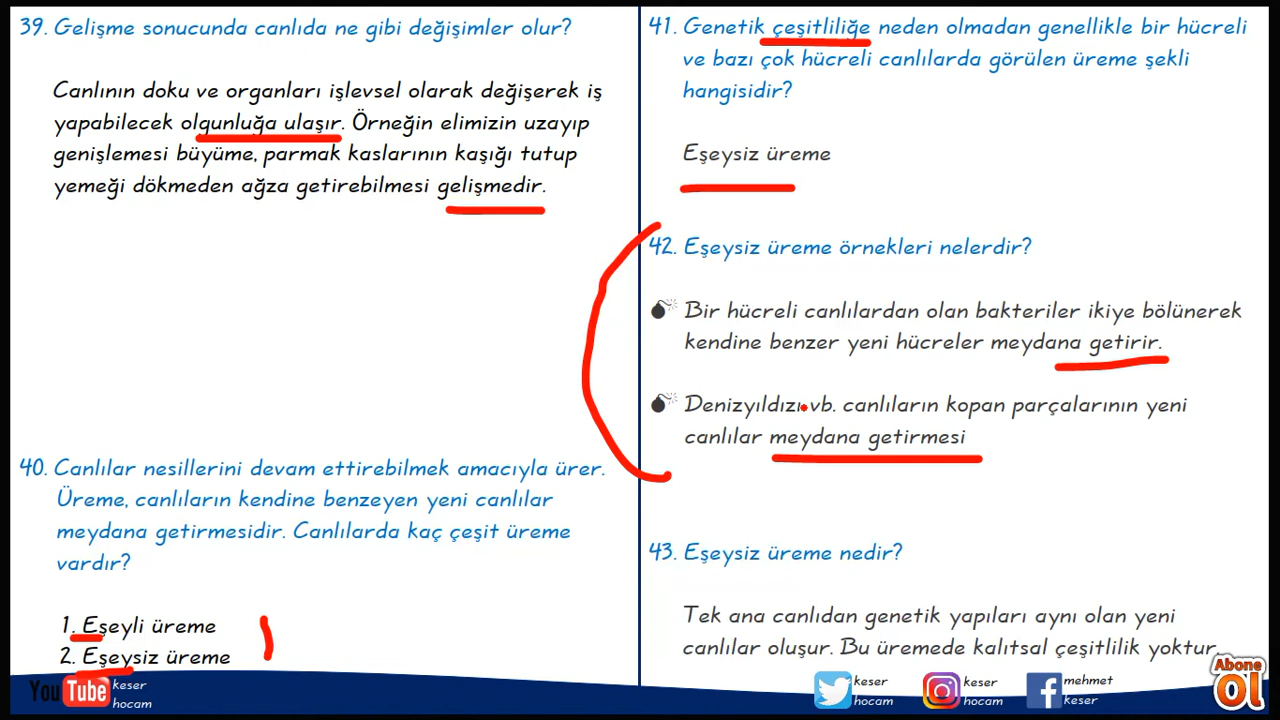 39. Gelişme sonucunda canlıda ne gibi değişimler olur?
Canlının doku ve organları işlevsel olarak değişerek iş
yapabilecek olgunluğa ulaşır. Örneğin elimizin uzayıp
genişlemesi büyüme, parmak kaslarının kaşığı tutup
yemeği dökmeden ağza getirebilmesi gelişmedir.
40. Canlılar nesillerini devam ettirebilmek amacıyla ürer.
Üreme, canlıların kendine benzeyen yeni canlılar
meydana getirmesidir. Canlılarda kaç çeşit üreme
vardır?
1. Eşeyli üreme
2. Eşeysiz üreme
41. Genetik çeşitliliğe neden olmadan genellikle bir hücreli
ve bazı çok hücreli canlılarda görülen üreme şekli
hangisidir?
Eşeysiz üreme
42. Eşeysiz üreme örnekleri nelerdir?
Bir hücreli canlılardan olan bakteriler ikiye bölünerek
kendine benzer yeni hücreler meydana getirir.
Denizyıldızı vb. canlıların kopan parçalarının yeni
canlılar meydana getirmesi
43. Eşeysiz üreme nedir?
Tek ana canlıdan genetik yapıları aynı olan yeni
canlılar oluşur. Bu üremede kalıtsal çeşitlilik yoktur.
YouTube keser
hocam
keser
hocam
keser
hocam
mehmet
keser
Abone
Ol